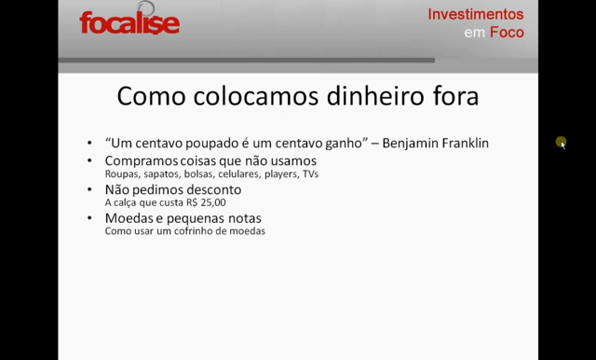 focalise
Investimentos
em Foco
Como colocamos dinheiro fora
• “Um centavo poupado é um centavo ganho” – Benjamin Franklin
• Compramos coisas que não usamos
Roupas, sapatos, bolsas, celulares, players, TVs
• Não pedimos desconto
A calça que custa R$ 25,00
• Moedas e pequenas notas
Como usar um cofrinho de moedas